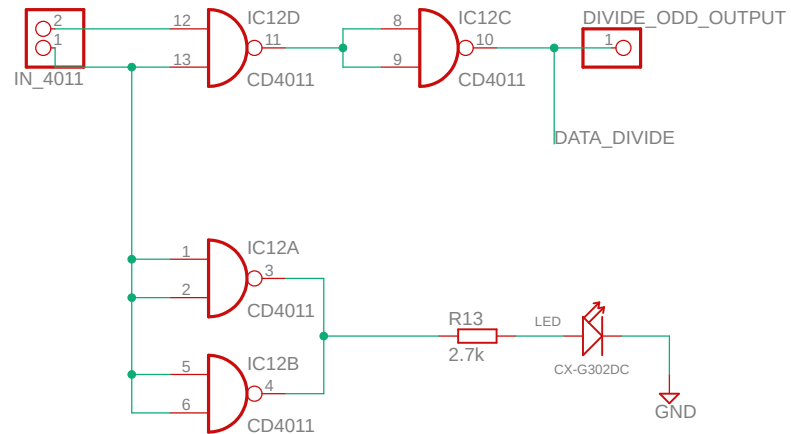 2
1
IN_4011
12
13
IC12D
11
CD4011
8
9
IC12C
10
CD4011
DIVIDE_ODD_OUTPUT
1
DATA_DIVIDE
1
2
IC12A
3
CD4011
5
6
IC12B
4
CD4011
R13
2.7k
LED
CX-G302DC
GND